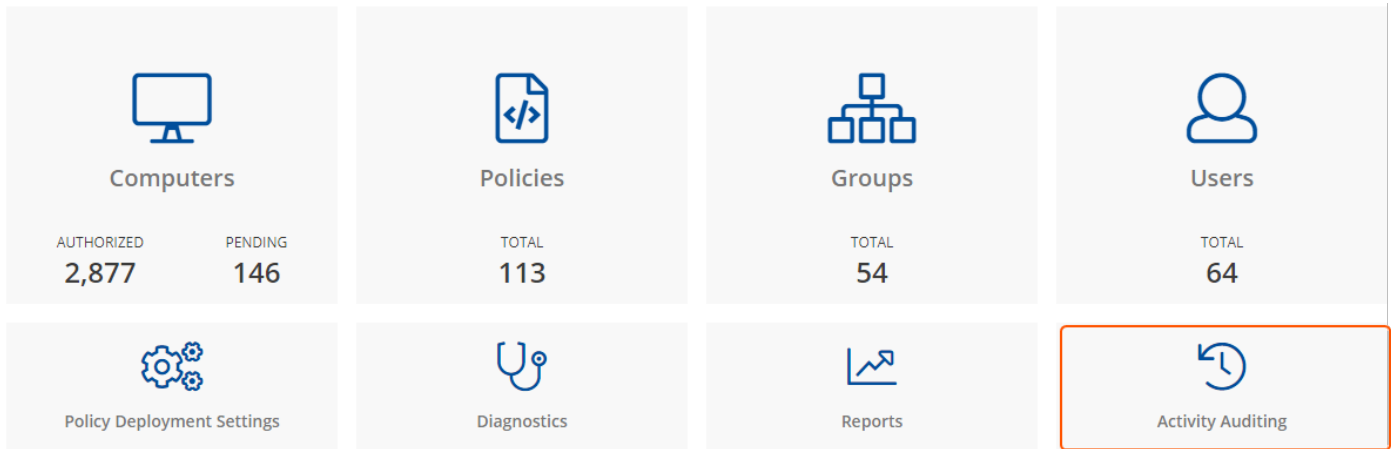 Computers
Policies
Groups
Users
AUTHORIZED PENDING
2,877 146
TOTAL
113
TOTAL
54
TOTAL
64
Policy Deployment Settings
Diagnostics
Reports
Activity Auditing